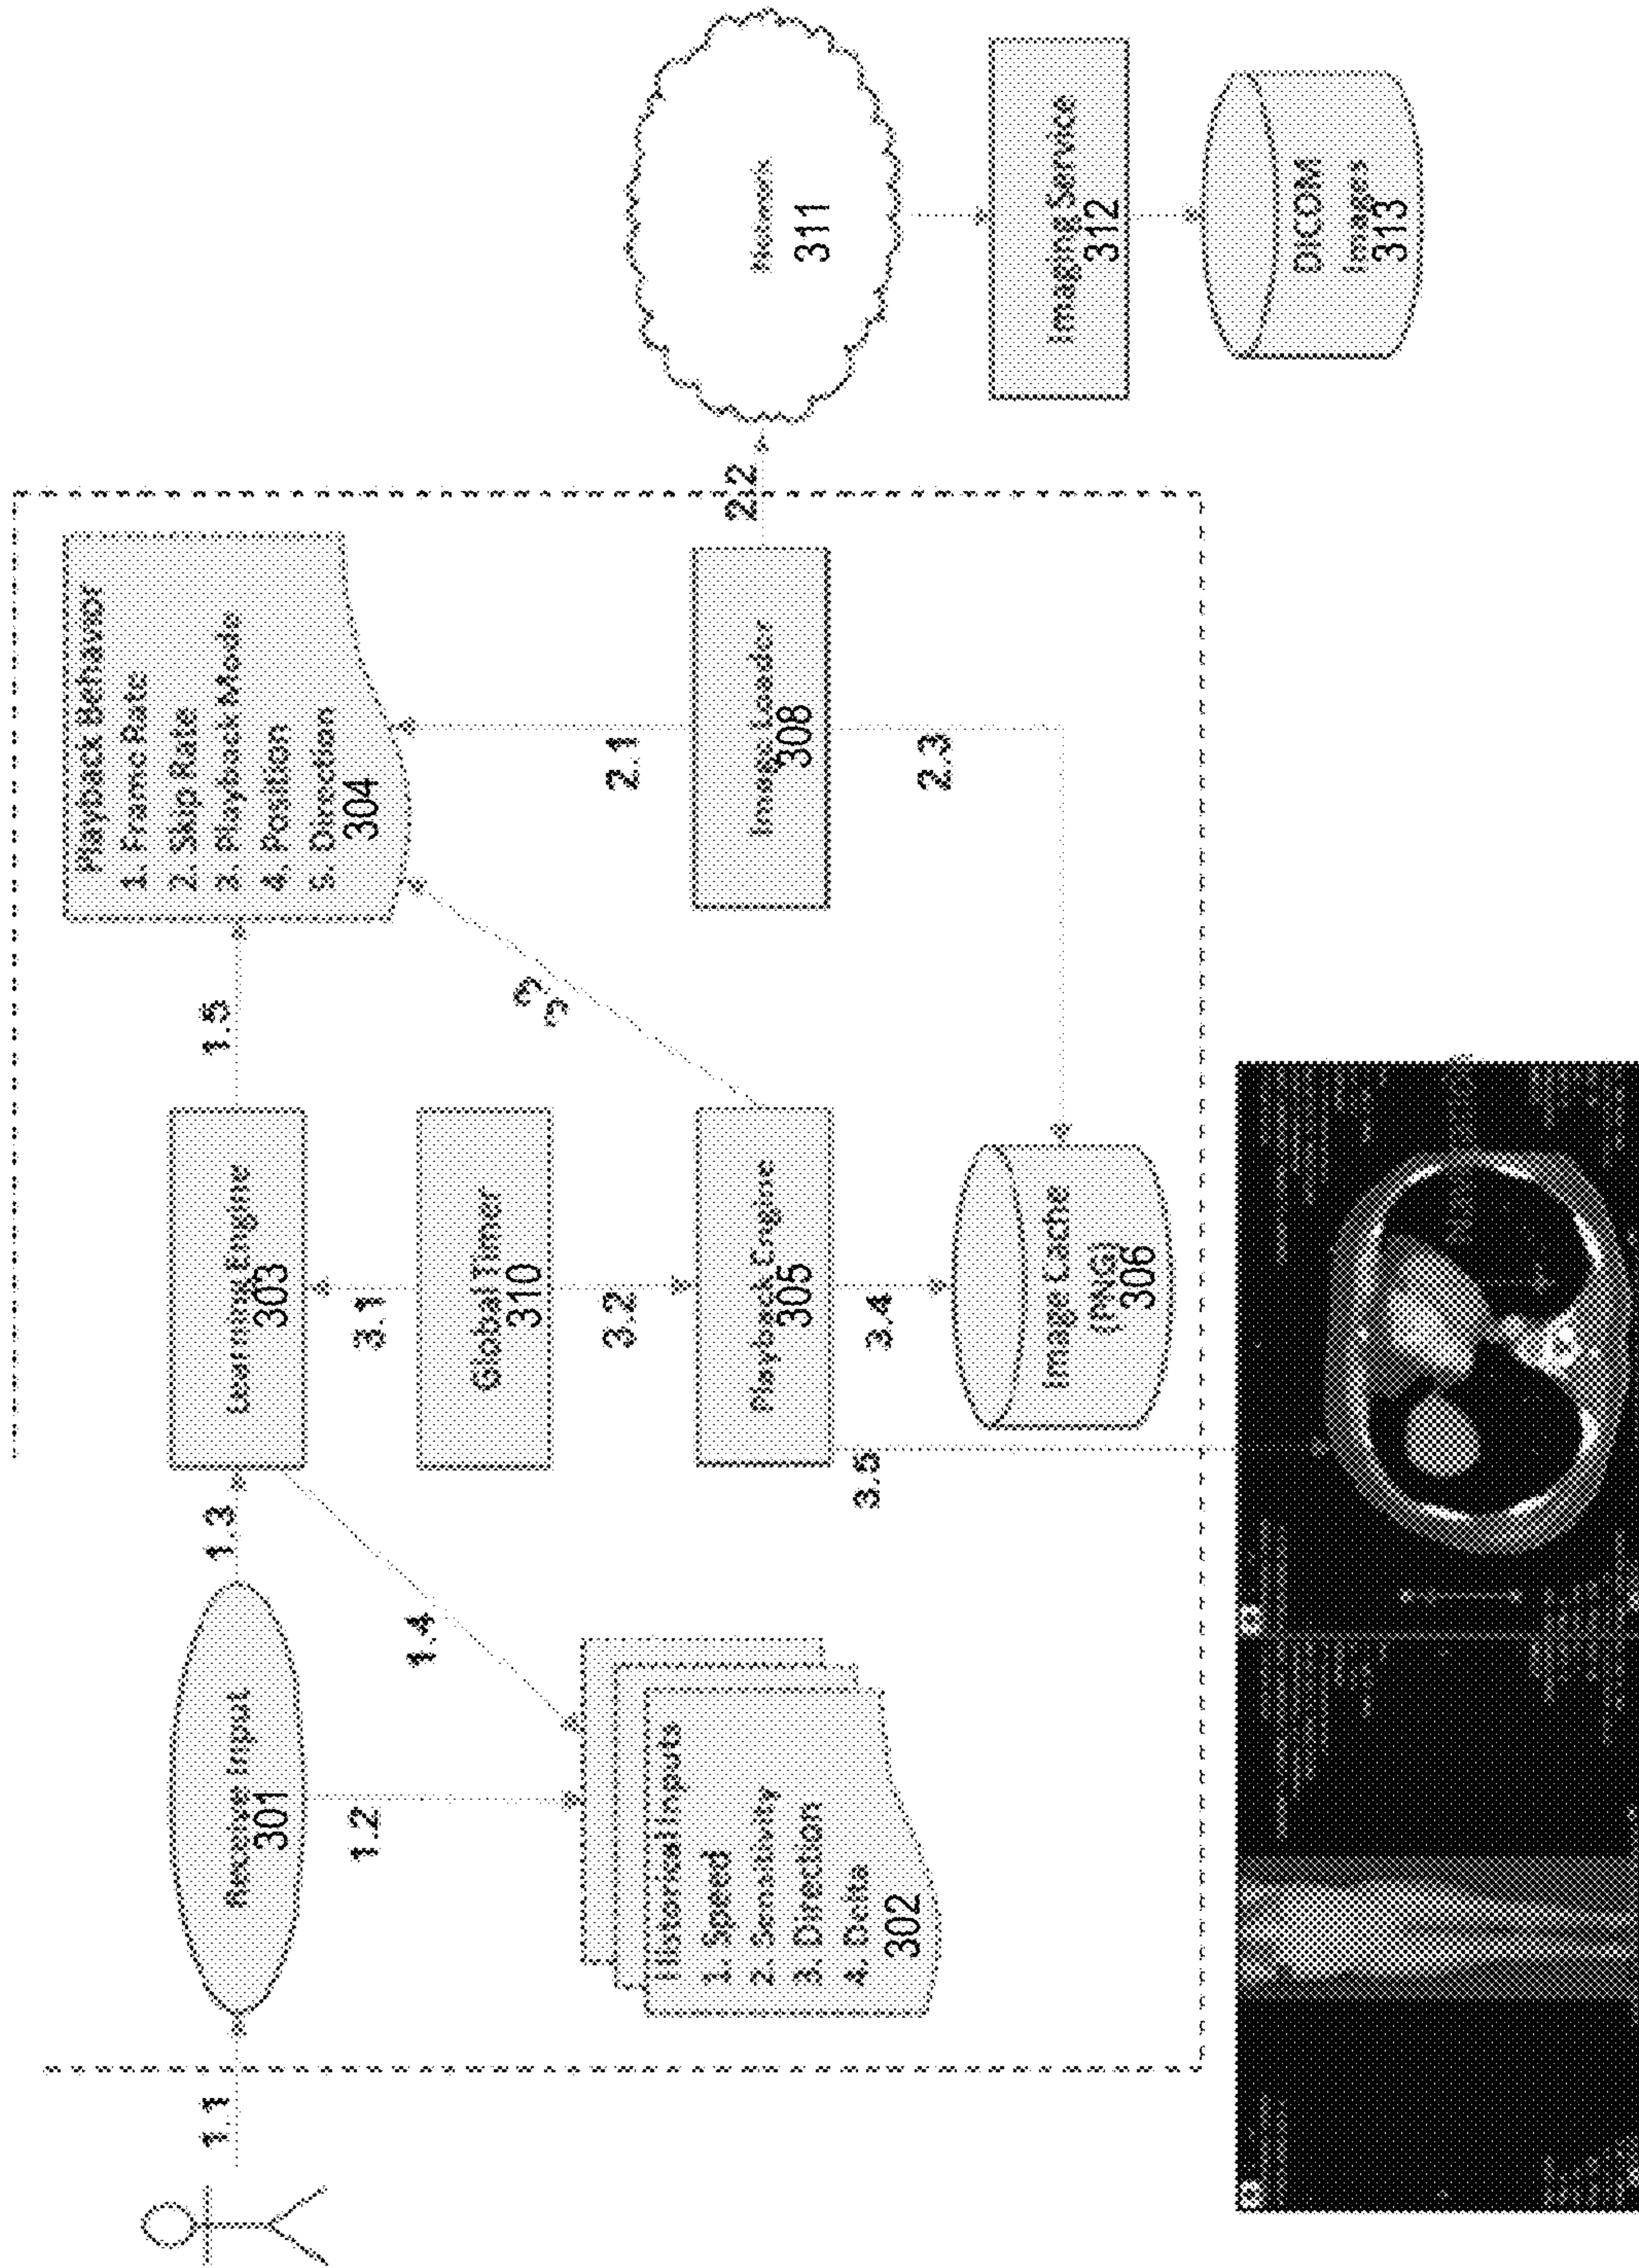 1.1
Receive Input
301
1.2
1.3
1.4
Historical Inputs
1. Speed
2. Sensitivity
3. Direction
4. Delta
302
Learning Engine
303
3.1
Global Timer
310
3.2
Playback Engine
305
3.4
3.5
Image Cache
(PNG)
306
1.5
3.3
Playback Behavior
1. Frame Rate
2. Skip Rate
3. Playback Mode
4. Position
5. Direction
304
2.1
Image Loader
308
2.3
2.2
Network
311
Imaging Service
312
DICOM
Images
313